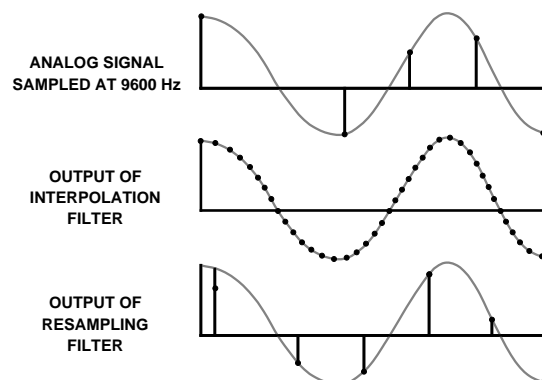 ANALOG SIGNAL
SAMPLED AT 9600 Hz
OUTPUT OF
INTERPOLATION
FILTER
OUTPUT OF
RESAMPLING
FILTER